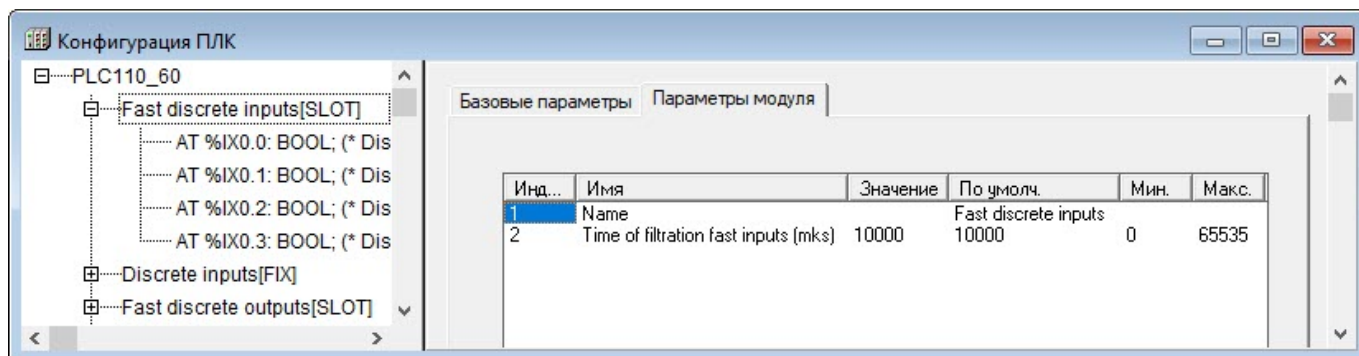 Конфигурация ПЛК
PLC110_60
Fast discrete inputs[SLOT]
AT %IX0.0: BOOL; (* Dis
AT %IX0.1: BOOL; (* Dis
AT %IX0.2: BOOL; (* Dis
AT %IX0.3: BOOL; (* Dis
Discrete inputs[FIX]
Fast discrete outputs[SLOT]
Базовые параметры Параметры модуля
Инд... Имя Значение По умолч. Мин. Макс.
1 Name Fast discrete inputs
2 Time of filtration fast inputs (mks) 10000 10000 0 65535